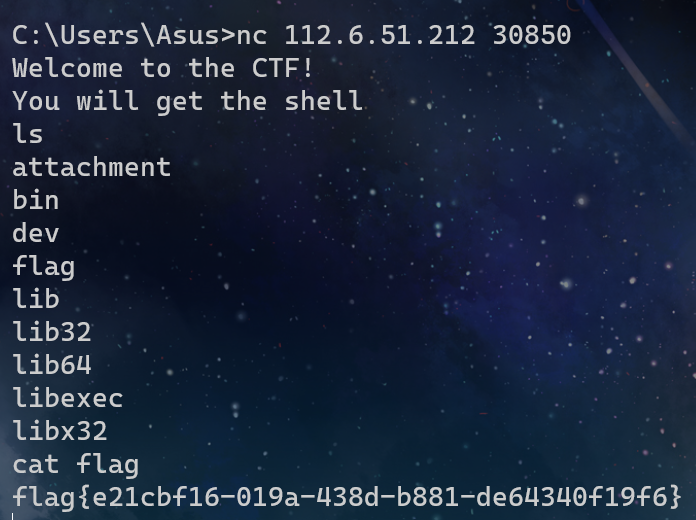 C:\Users\Asus>nc 112.6.51.212 30850
Welcome to the CTF!
You will get the shell
ls
attachment
bin
dev
flag
lib
lib32
lib64
libexec
libx32
cat flag
flag{e21cbf16-019a-438d-b881-de64340f19f6}